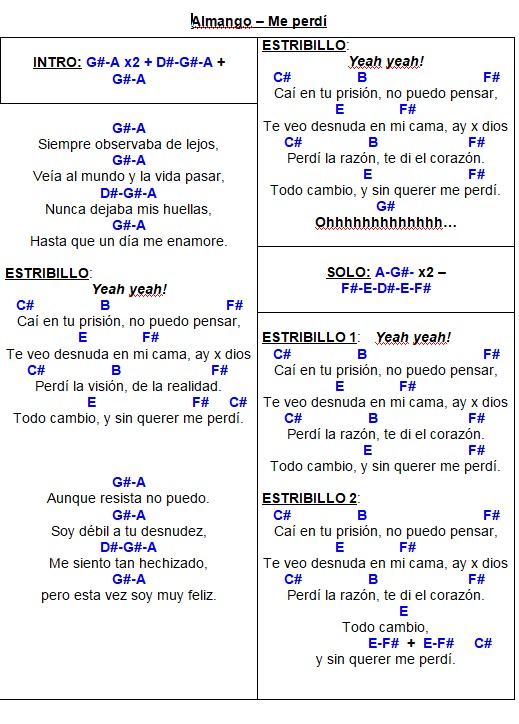 Almango – Me perdí
INTRO: G#-A x2 + D#-G#-A +
G#-A
G#-A
Siempre observaba de lejos,
G#-A
Veía al mundo y la vida pasar,
D#-G#-A
Nunca dejaba mis huellas,
G#-A
Hasta que un día me enamore.
ESTRIBILLO:
Yeah yeah!
C# B F#
Caí en tu prisión, no puedo pensar,
E F#
Te veo desnuda en mi cama, ay x dios
C# B F#
Perdí la visión, de la realidad.
E F# C#
Todo cambio, y sin querer me perdí.
G#-A
Aunque resista no puedo.
G#-A
Soy débil a tu desnudez,
D#-G#-A
Me siento tan hechizado,
G#-A
pero esta vez soy muy feliz.
ESTRIBILLO:
Yeah yeah!
C# B F#
Caí en tu prisión, no puedo pensar,
E F#
Te veo desnuda en mi cama, ay x dios
C# B F#
Perdí la razón, te di el corazón.
E F#
Todo cambio, y sin querer me perdí.
G#
Ohhhhhhhhhhhhh…
SOLO: A-G#- x2 –
F#-E-D#-E-F#
ESTRIBILLO 1: Yeah yeah!
C# B F#
Caí en tu prisión, no puedo pensar,
E F#
Te veo desnuda en mi cama, ay x dios
C# B F#
Perdí la razón, te di el corazón.
E F#
Todo cambio, y sin querer me perdí.
ESTRIBILLO 2:
C# B F#
Caí en tu prisión, no puedo pensar,
E F#
Te veo desnuda en mi cama, ay x dios
C# B F#
Perdí la razón, te di el corazón.
E
Todo cambio,
E-F# + E-F# C#
y sin querer me perdí.